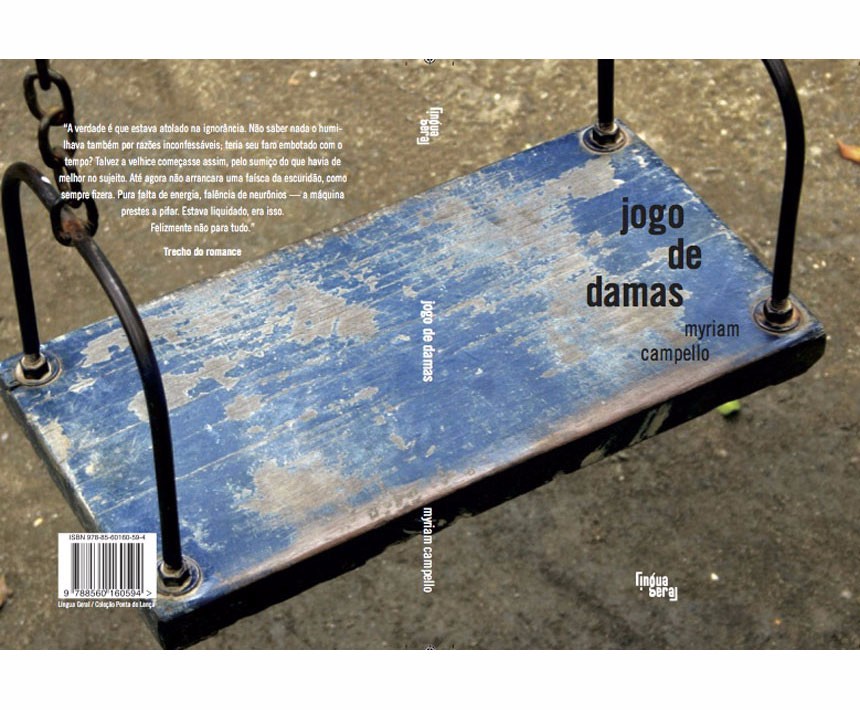 "A verdade é que estava atolado na ignorância. Não saber nada o humi-
lhava também por razões inconfessáveis; teria seu faro embotado com o
tempo? Talvez a velhice começasse assim, pelo sumiço do que havia de
melhor no sujeito. Até agora não arrancara uma faísca da escuridão, como
sempre fizera. Pura falta de energia, falência de neurônios — a máquina
prestes a pifar. Estava liquidado, era isso.
Felizmente não para tudo."
Trecho do romance
ISBN 978-85-60160-59-4
9 788560 160594 >
Língua Geral / Coleção Ponta de Lança
língua
geral
jogo de damas
myriam campello
jogo
de
damas
myriam
campello
língua
geral